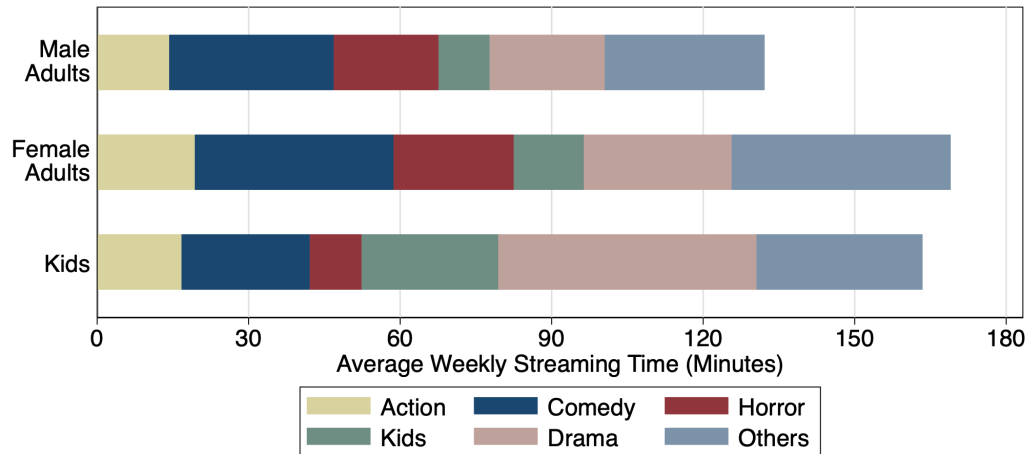 Male
Adults
Female
Adults
Kids
0 30 60 90 120 150 180
Average Weekly Streaming Time (Minutes)
Action Comedy Horror
Kids Drama Others